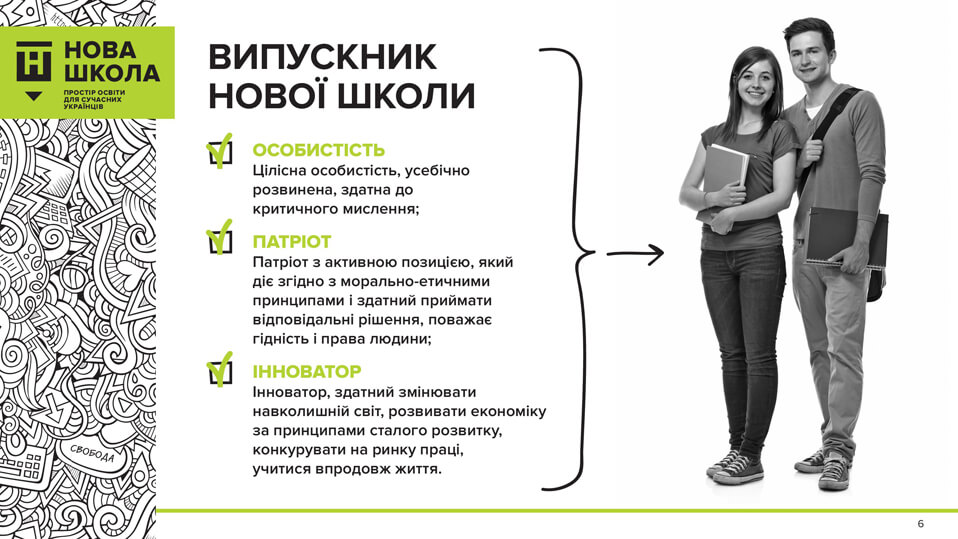 НОВА
ШКОЛА
ПРОСТІР ОСВІТИ
ДЛЯ СУЧАСНИХ
УКРАЇНЦІВ
ВИПУСКНИК
НОВОЇ ШКОЛИ
ОСОБИСТІСТЬ
Цілісна особистість, усебічно
розвинена, здатна до
критичного мислення;
ПАТРІОТ
Патріот з активною позицією, який
діє згідно з морально-етичними
принципами і здатний приймати
відповідальні рішення, поважає
гідність і права людини;
ІННОВАТОР
Інноватор, здатний змінювати
навколишній світ, розвивати економіку
за принципами сталого розвитку,
конкурувати на ринку праці,
учитися впродовж життя.
СВОБОДА
6